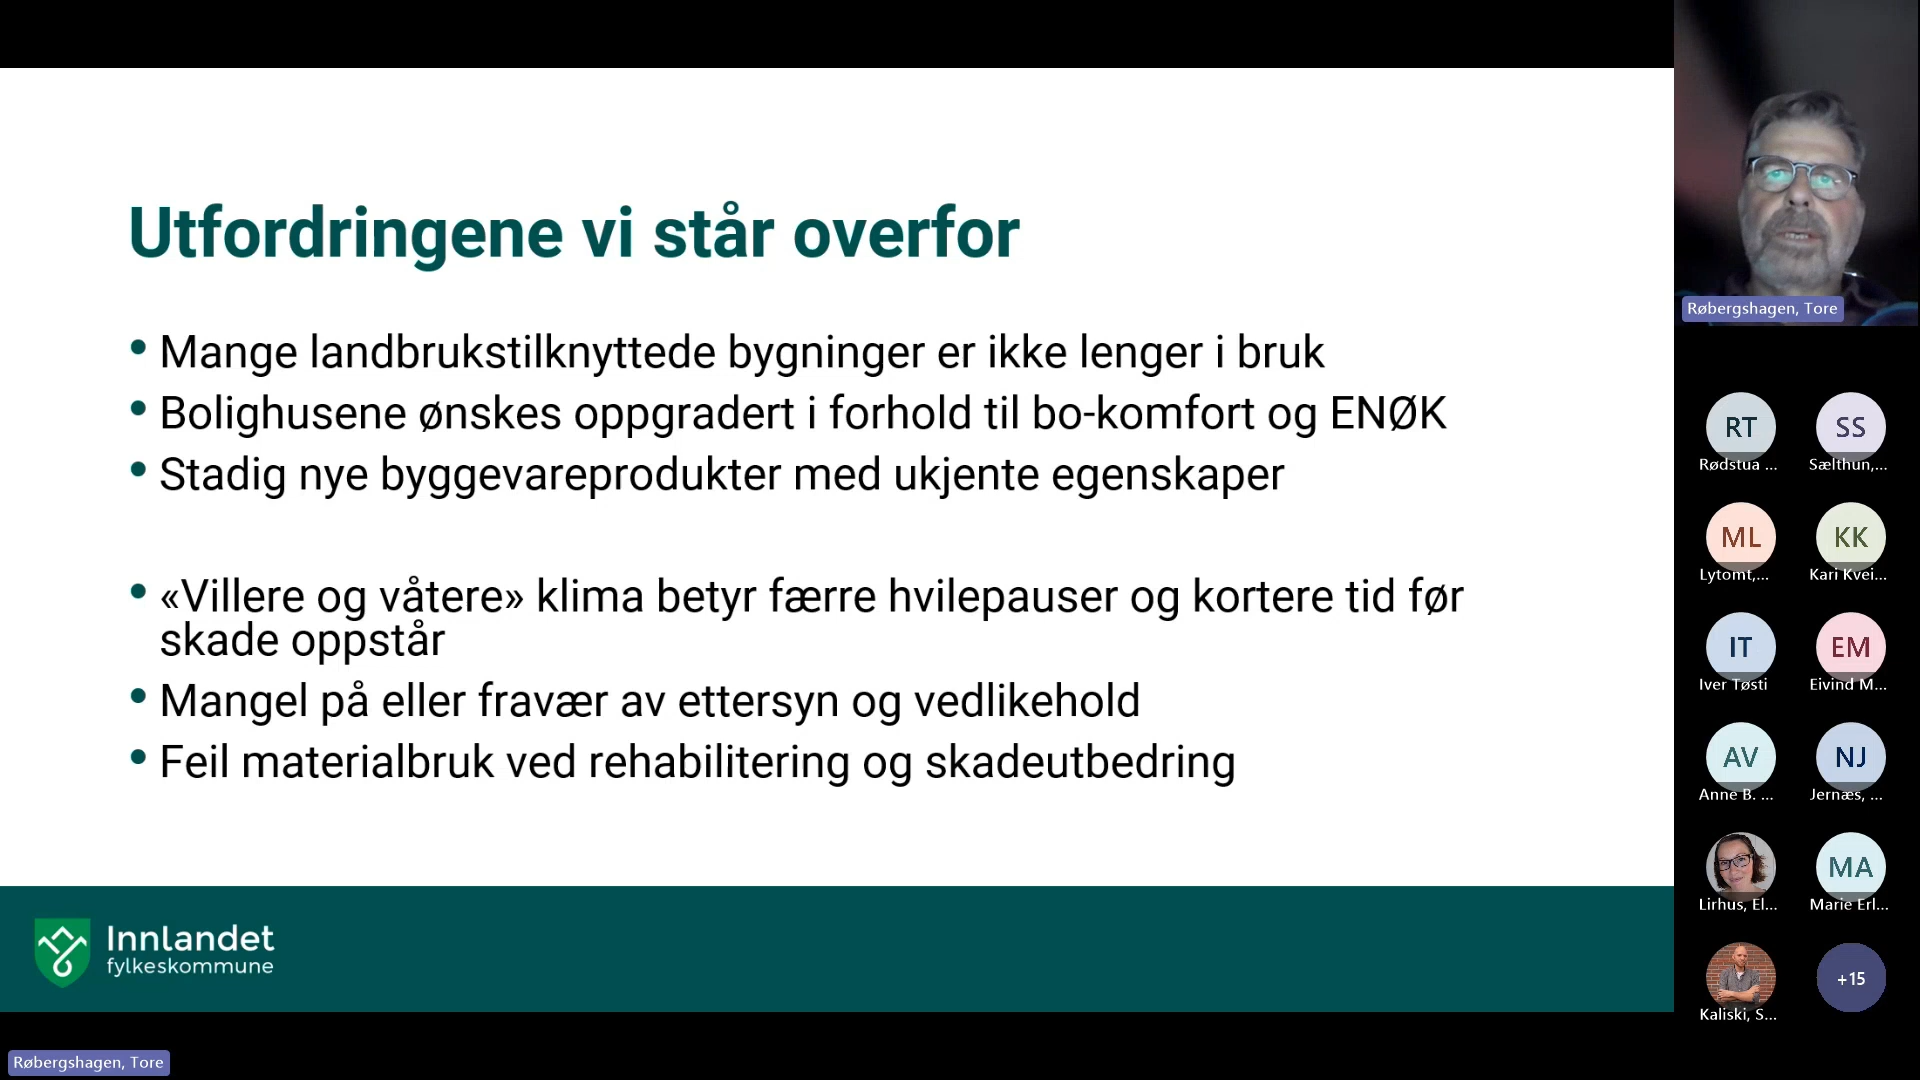 Utfordringene vi står overfor
• Mange landbrukstilknyttede bygninger er ikke lenger i bruk
• Bolighusene ønskes oppgradert i forhold til bo-komfort og ENØK
• Stadig nye byggevareprodukter med ukjente egenskaper
• «Villere og våtere» klima betyr færre hvilepauser og kortere tid før
skade oppstår
• Mangel på eller fravær av ettersyn og vedlikehold
• Feil materialbruk ved rehabilitering og skadeutbedring
Innlandet
fylkeskommune
Røbergshagen, Tore
Røbergshagen, Tore
RT
SS
Rødstua ...
Sælthun,...
ML
KK
Lytomt,...
Kari Kvei...
IT
EM
Iver Tøsti
Eivind M...
AV
NJ
Anne B. ...
Jernæs, ...
MA
Lirhus, El...
Marie Erl...
+15
Kaliski, S...